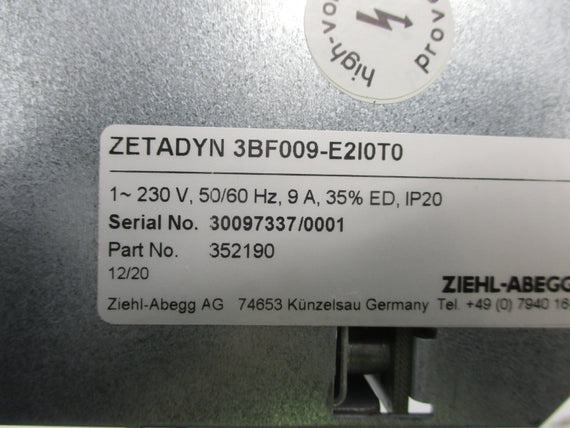 high-vo
prove
ZETADYN 3BF009-E2I0T0
1~ 230 V, 50/60 Hz, 9 A, 35% ED, IP20
Serial No. 30097337/0001
Part No. 352190
12/20
ZIEHL-ABEGG
Ziehl-Abegg AG 74653 Künzelsau Germany Tel. +49 (0) 7940 16-